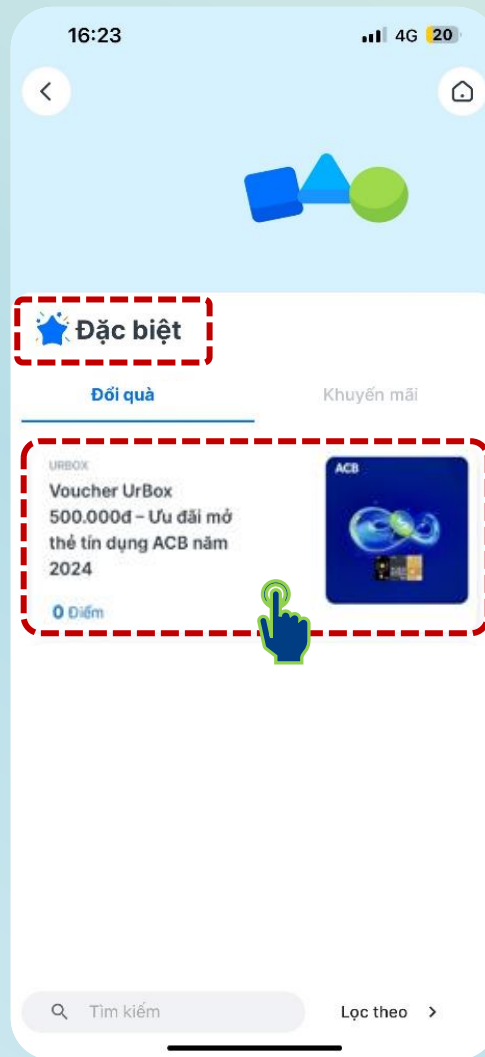 16:23
4G 20
Đặc biệt
Đổi quà
Khuyến mãi
URBOX
Voucher UrBox
500.000đ – Ưu đãi mở
thẻ tín dụng ACB năm
2024
0 Điểm
ACB
Tìm kiếm
Lọc theo